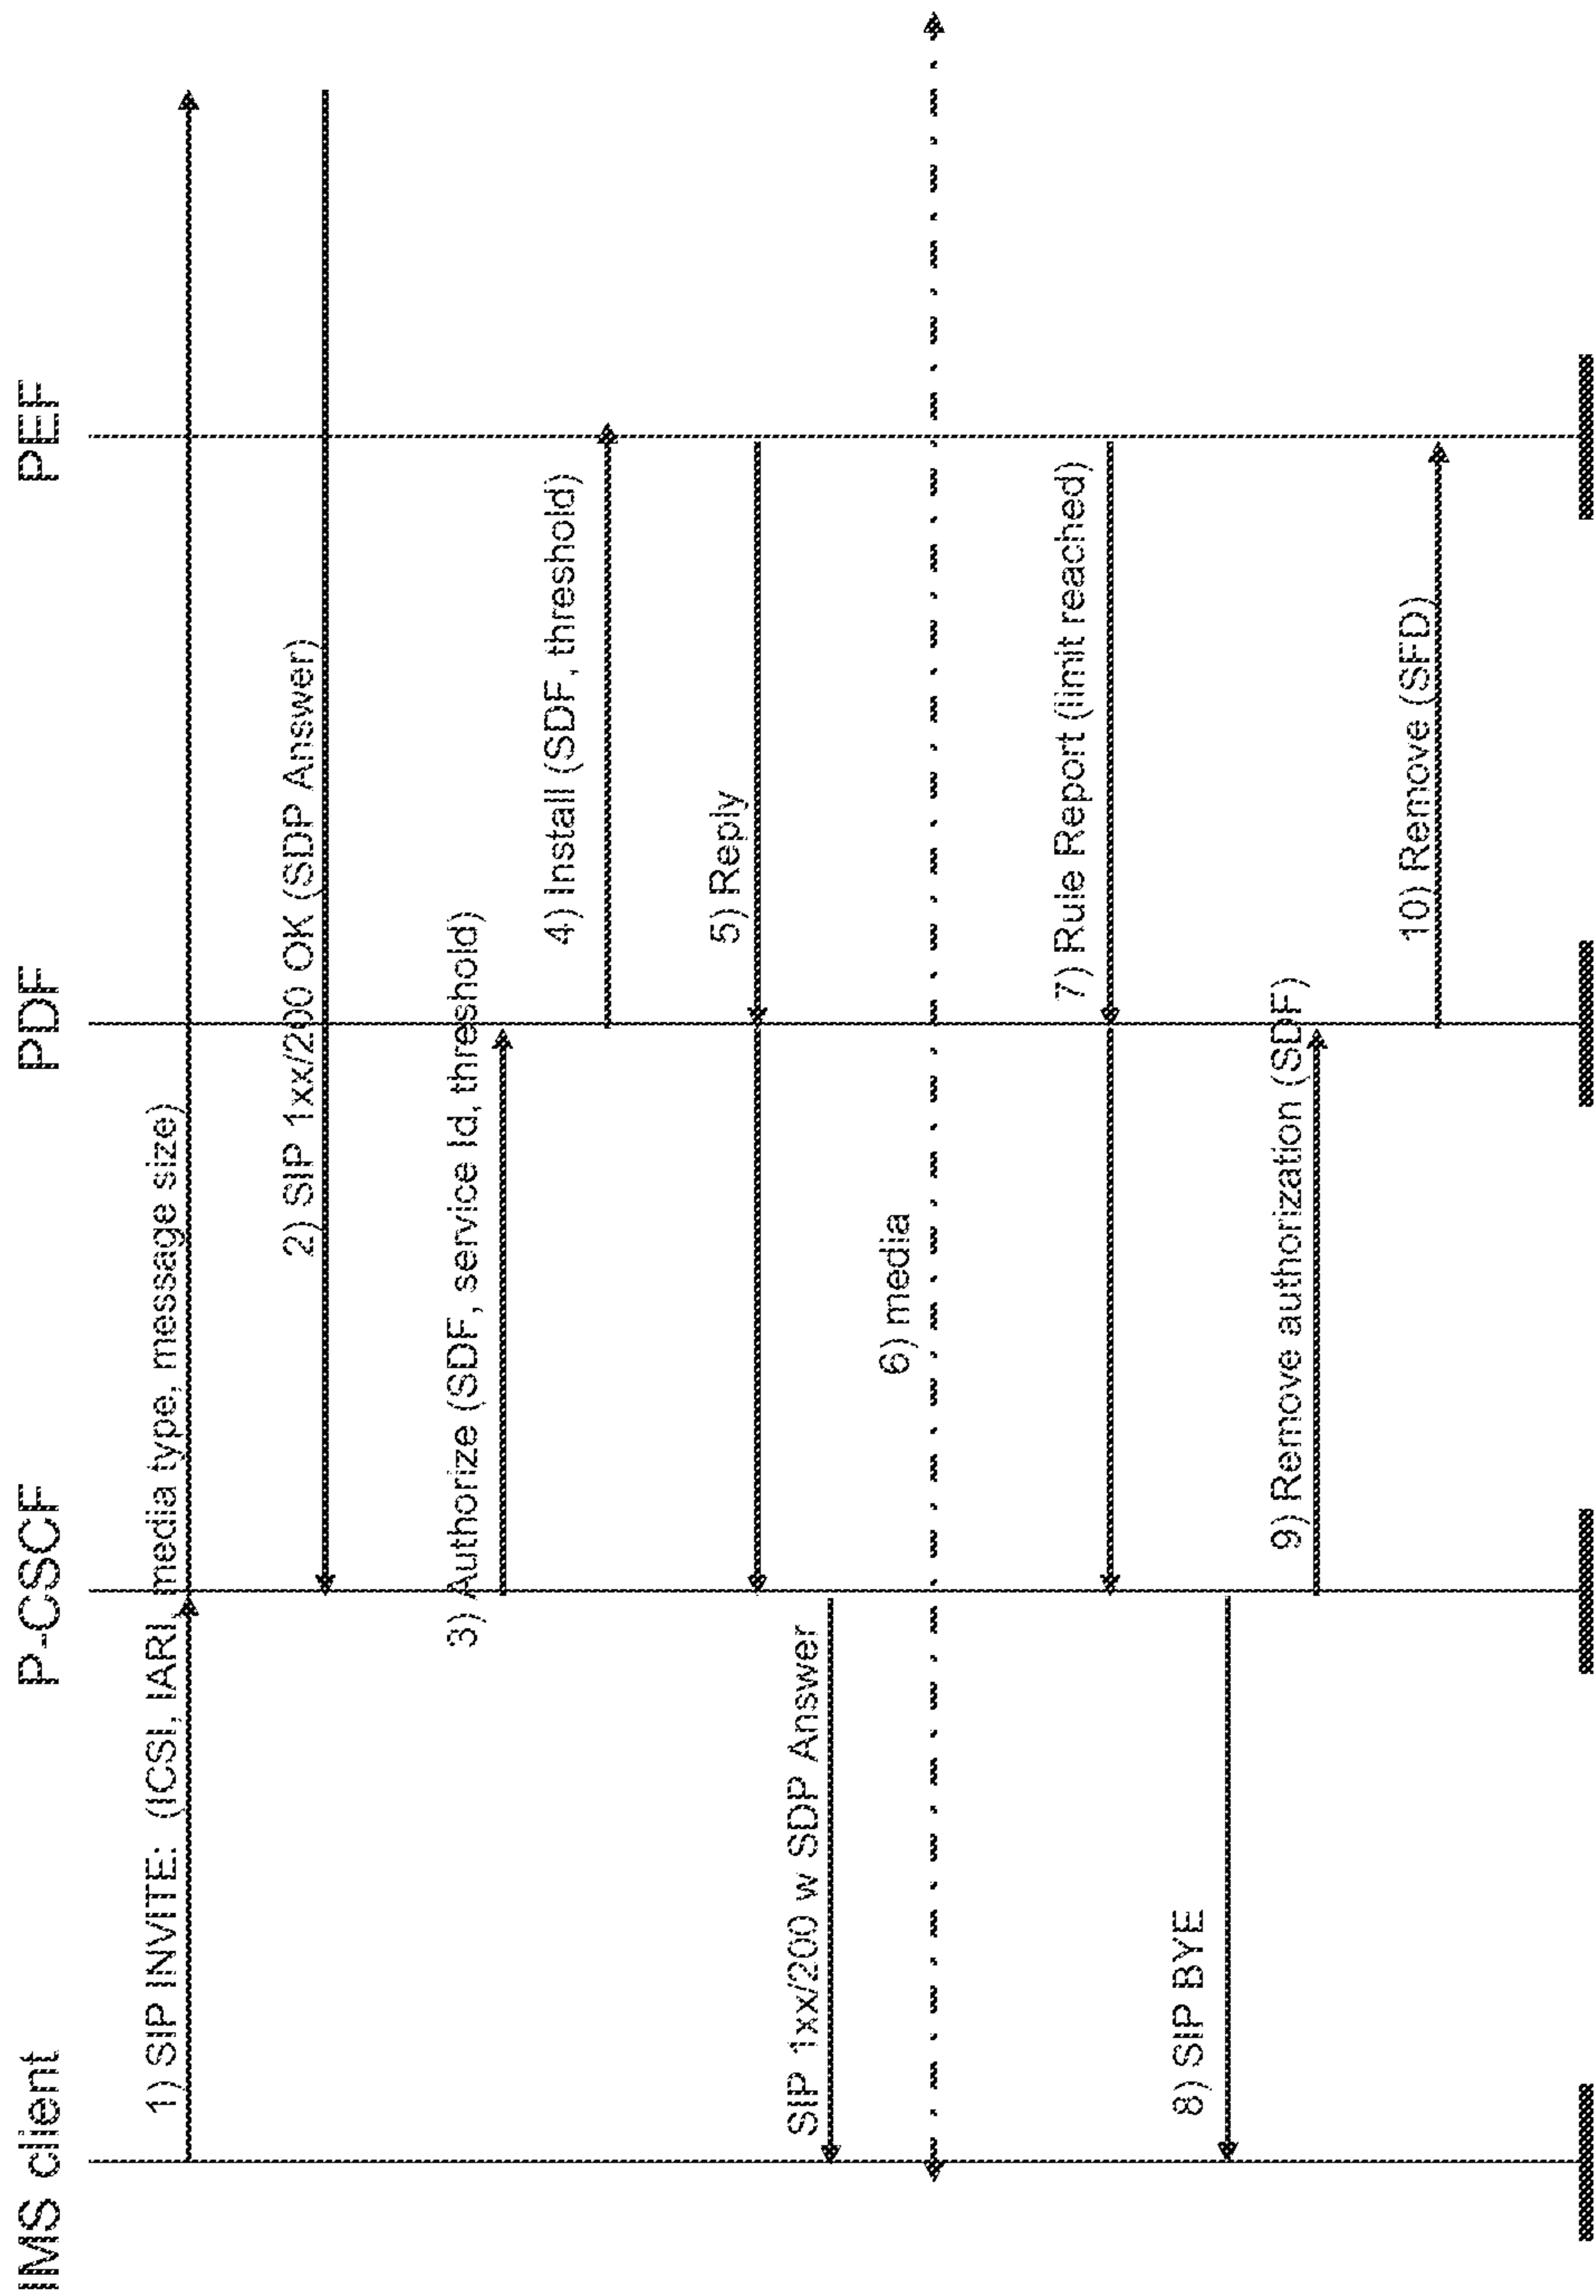 IMS client
P-CSCF
PDF
PEF
1) SIP INVITE: (ICSI, IARI, media type, message size)
2) SIP 1xx/200 OK (SDP Answer)
3) Authorize (SDF, service Id, threshold)
4) Install (SDF, threshold)
5) Reply
SIP 1xx/200 w SDP Answer
6) media
7) Rule Report (limit reached)
8) SIP BYE
9) Remove authorization (SDF)
10) Remove (SFD)